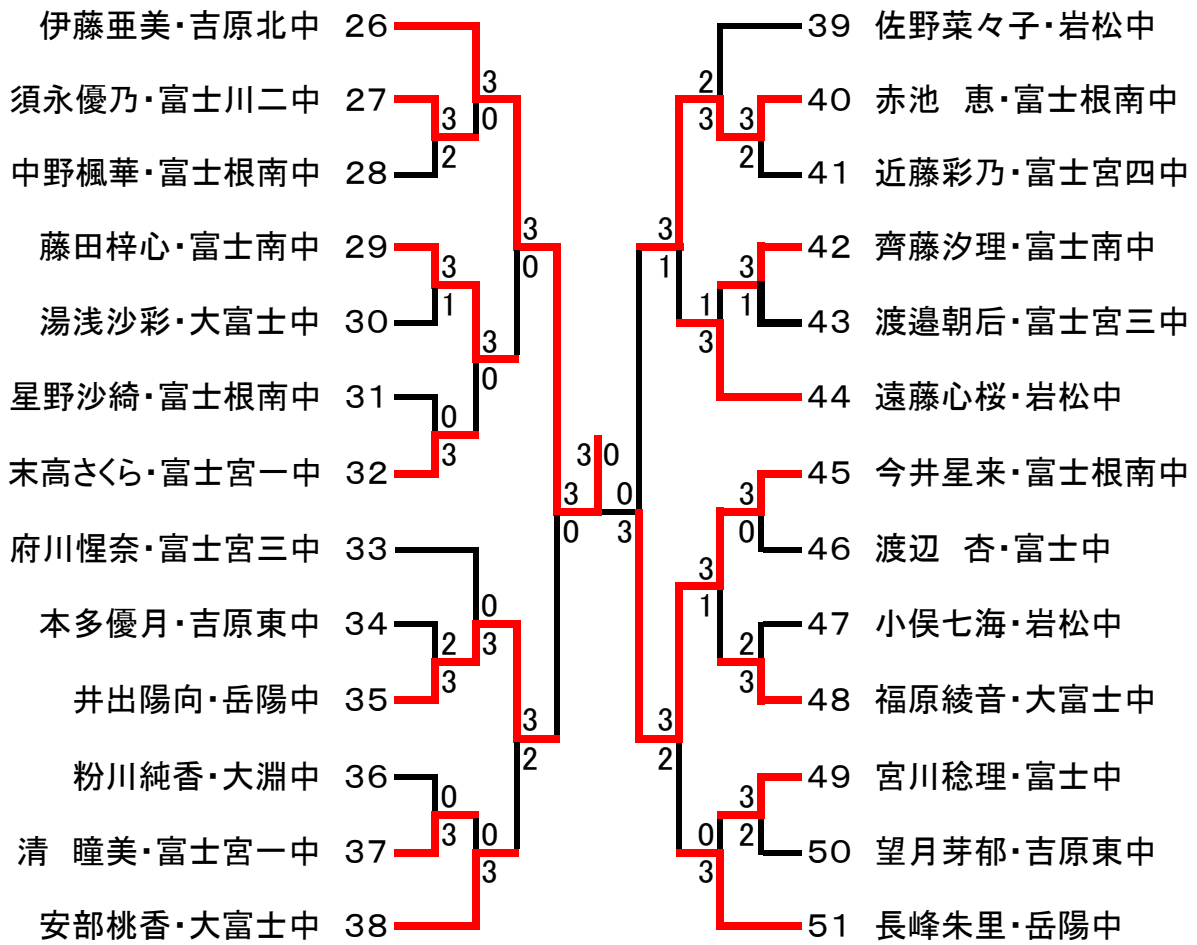 伊藤亜美・吉原北中 26
須永優乃・富士川二中 27
中野楓華・富士根南中 28
藤田梓心・富士南中 29
湯浅沙彩・大富士中 30
星野沙綺・富士根南中 31
末高さくら・富士宮一中 32
府川惺奈・富士宮三中 33
本多優月・吉原東中 34
井出陽向・岳陽中 35
粉川純香・大淵中 36
清　瞳美・富士宮一中 37
安部桃香・大富士中 38
3
0
3
2
3
0
3
1
3
0
0
3
3
0
3
0
0
3
0
3
2
3
3
2
0
3
0
3
39 佐野菜々子・岩松中
40 赤池　恵・富士根南中
41 近藤彩乃・富士宮四中
42 齊藤汐理・富士南中
43 渡邉朝后・富士宮三中
44 遠藤心桜・岩松中
45 今井星来・富士根南中
46 渡辺　杏・富士中
47 小俣七海・岩松中
48 福原綾音・大富士中
49 宮川稔理・富士中
50 望月芽郁・吉原東中
51 長峰朱里・岳陽中
2
3
3
2
3
1
3
1
1
3
3
0
3
1
2
3
3
2
3
2
0
3